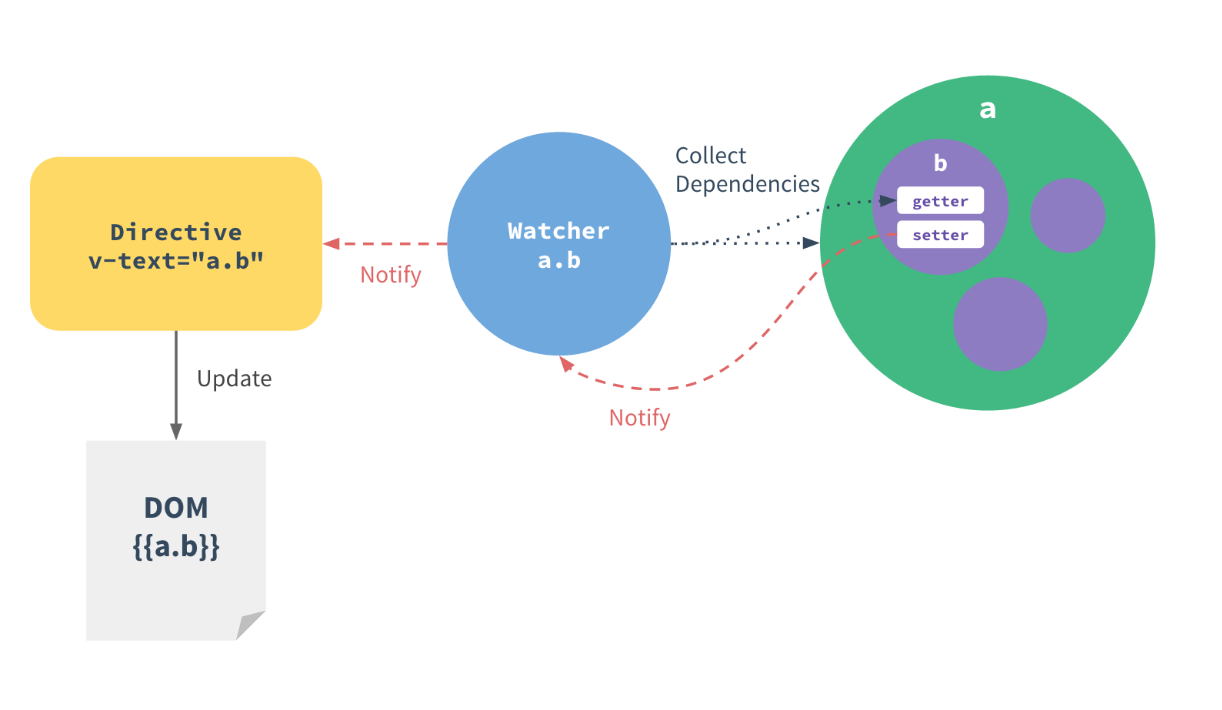 Directive
v-text="a.b"
Notify
Update
DOM
{{a.b}}
Watcher
a.b
Collect
Dependencies
Notify
a
b
getter
setter